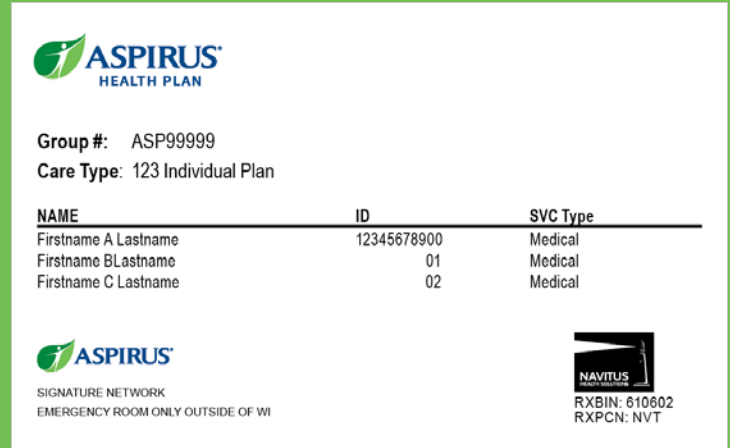 ASPIRUS
HEALTH PLAN
Group #: ASP99999
Care Type: 123 Individual Plan
NAME ID SVC Type
Firstname A Lastname 12345678900 Medical
Firstname BLastname 01 Medical
Firstname C Lastname 02 Medical
ASPIRUS
SIGNATURE NETWORK
EMERGENCY ROOM ONLY OUTSIDE OF WI
NAVITUS
HEALTH SOLUTIONS
RXBIN: 610602
RXPCN: NVT